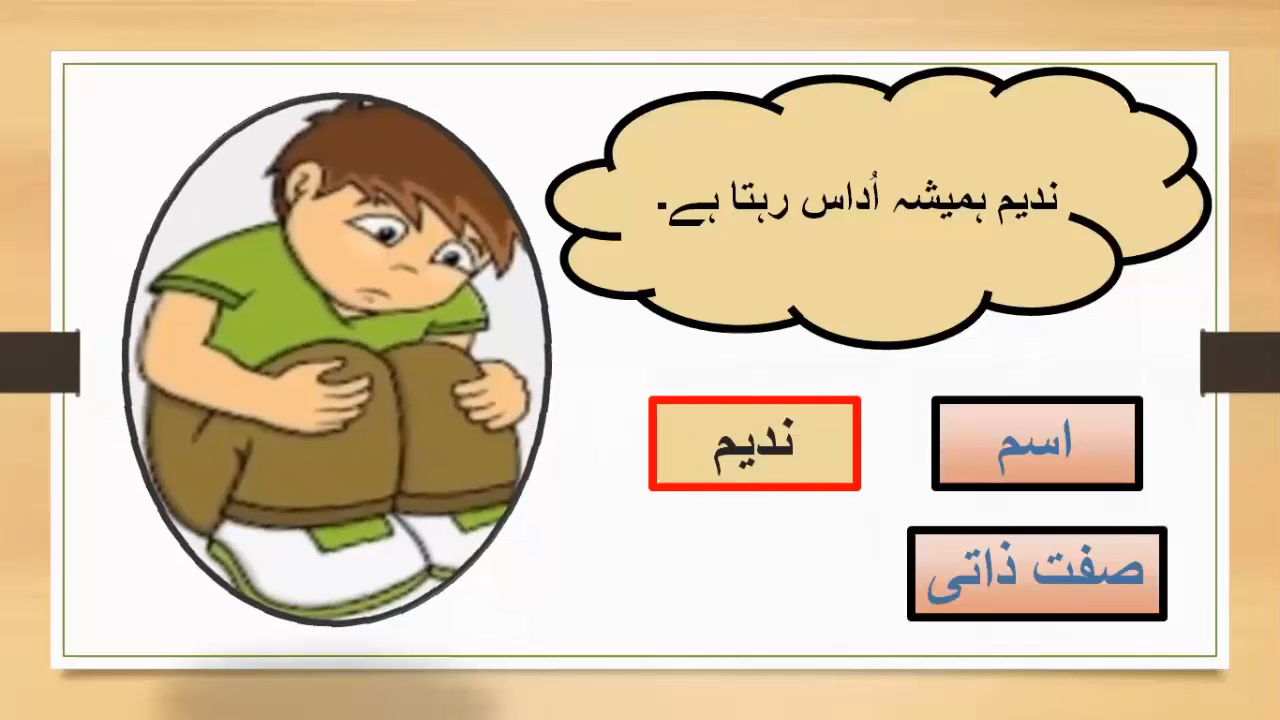 ندیم ہمیشہ اُداس رہتا ہے۔
اسم
ندیم
صفت ذاتی